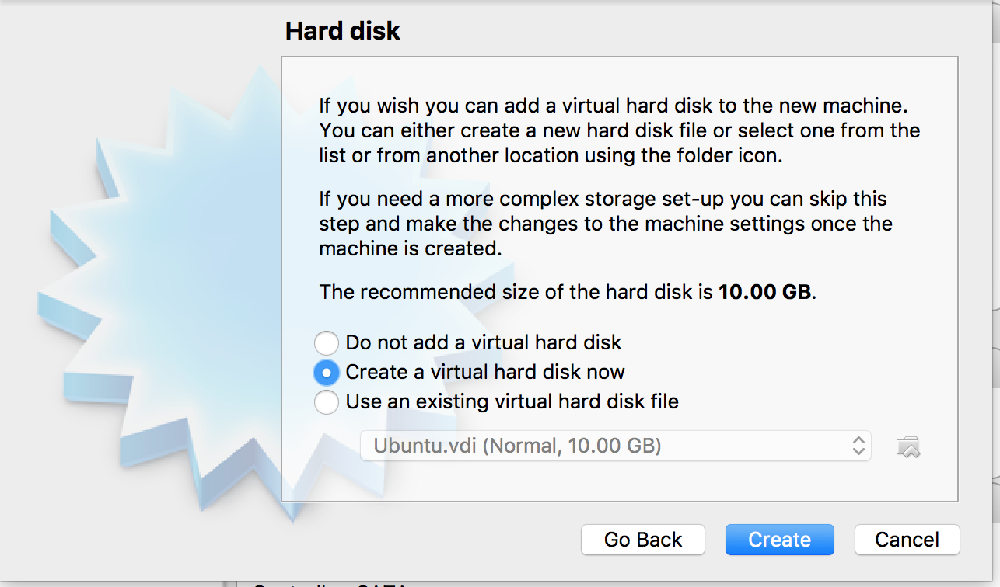 Hard disk
If you wish you can add a virtual hard disk to the new machine.
You can either create a new hard disk file or select one from the
list or from another location using the folder icon.
If you need a more complex storage set-up you can skip this
step and make the changes to the machine settings once the
machine is created.
The recommended size of the hard disk is 10.00 GB.
Do not add a virtual hard disk
Create a virtual hard disk now
Use an existing virtual hard disk file
Ubuntu.vdi (Normal, 10.00 GB)
Go Back Create Cancel